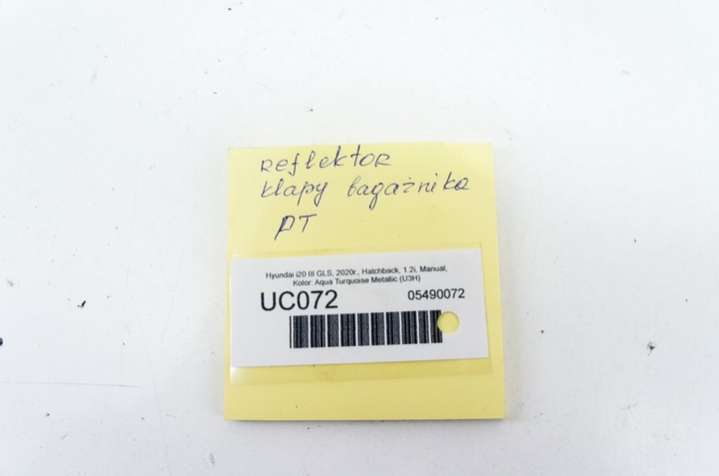 Reflektor
klapy bagażnika
PT
Hyundai i20 III GLS, 2020r., Hatchback, 1.2i, Manual,
Kolor: Aqua Turquoise Metallic (U3H)
UC072 05490072